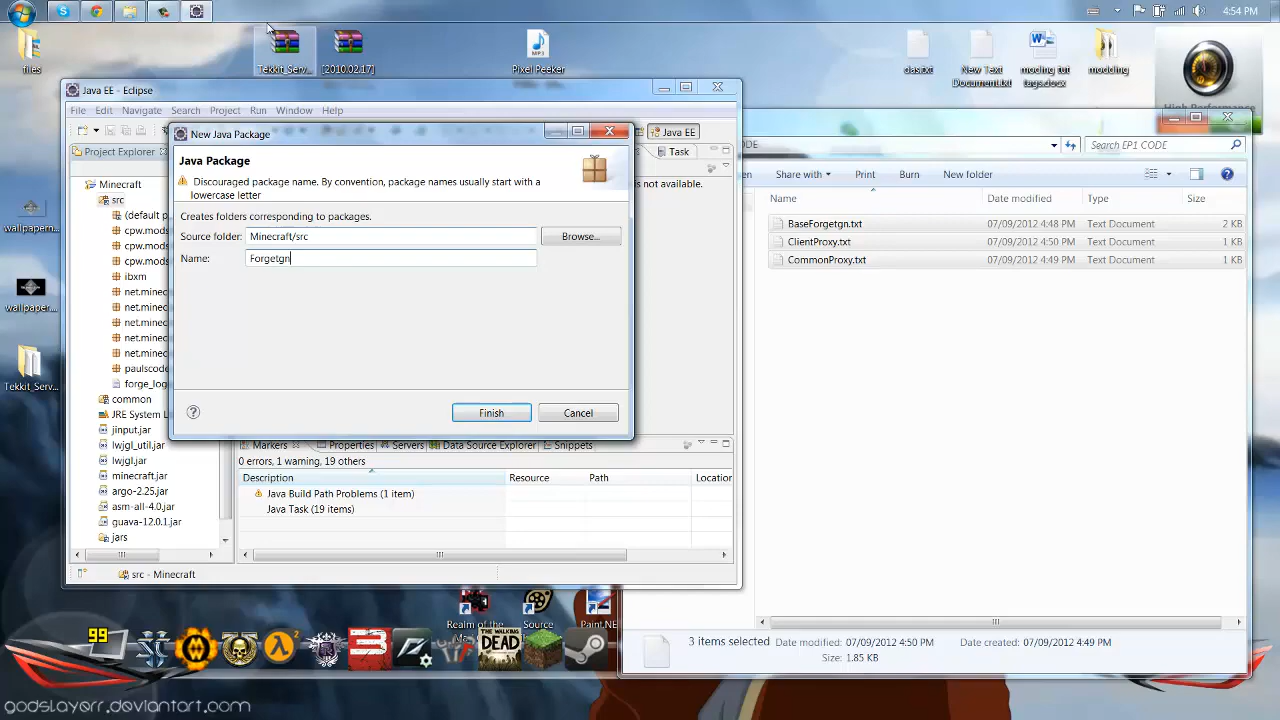 4:54 PM
files
Tekkit_Serv...
[2010.02.17]
Pixel Peeker
das.txt
New Text
Document.txt
moding tut
tags.docx
modding
Java EE - Eclipse
File Edit Navigate Search Project Run Window Help
Java EE
Project Explorer
Task
is not available.
New Java Package
Java Package
Discouraged package name. By convention, package names usually start with a
lowercase letter
Creates folders corresponding to packages.
Source folder: Minecraft/src Browse...
Name: Forgetgn
Finish Cancel
Minecraft
src
(default p
cpw.mods
cpw.mods
ibxm
net.minec
net.minec
net.minec
net.minec
paulscode
forge_log
common
JRE System L
jinput.jar
lwjgl_util.jar
lwjgl.jar
minecraft.jar
argo-2.25.jar
asm-all-4.0.jar
guava-12.0.1.jar
jars
src - Minecraft
Markers Properties Servers Data Source Explorer Snippets
0 errors, 1 warning, 19 others
Description Resource Path Location
Java Build Path Problems (1 item)
Java Task (19 items)
Search EP1 CODE
Share with Print Burn New folder
Name Date modified Type Size
BaseForgetgn.txt 07/09/2012 4:48 PM Text Document 2 KB
ClientProxy.txt 07/09/2012 4:50 PM Text Document 1 KB
CommonProxy.txt 07/09/2012 4:49 PM Text Document 1 KB
3 items selected Date modified: 07/09/2012 4:50 PM Date created: 07/09/2012 4:49 PM
Size: 1.85 KB
wallpaper...
wallpaper...
Tekkit_Serv...
Realm of the
Source
Paint.NE
99
THE WALKING
DEAD
godslayerr.deviantart.com